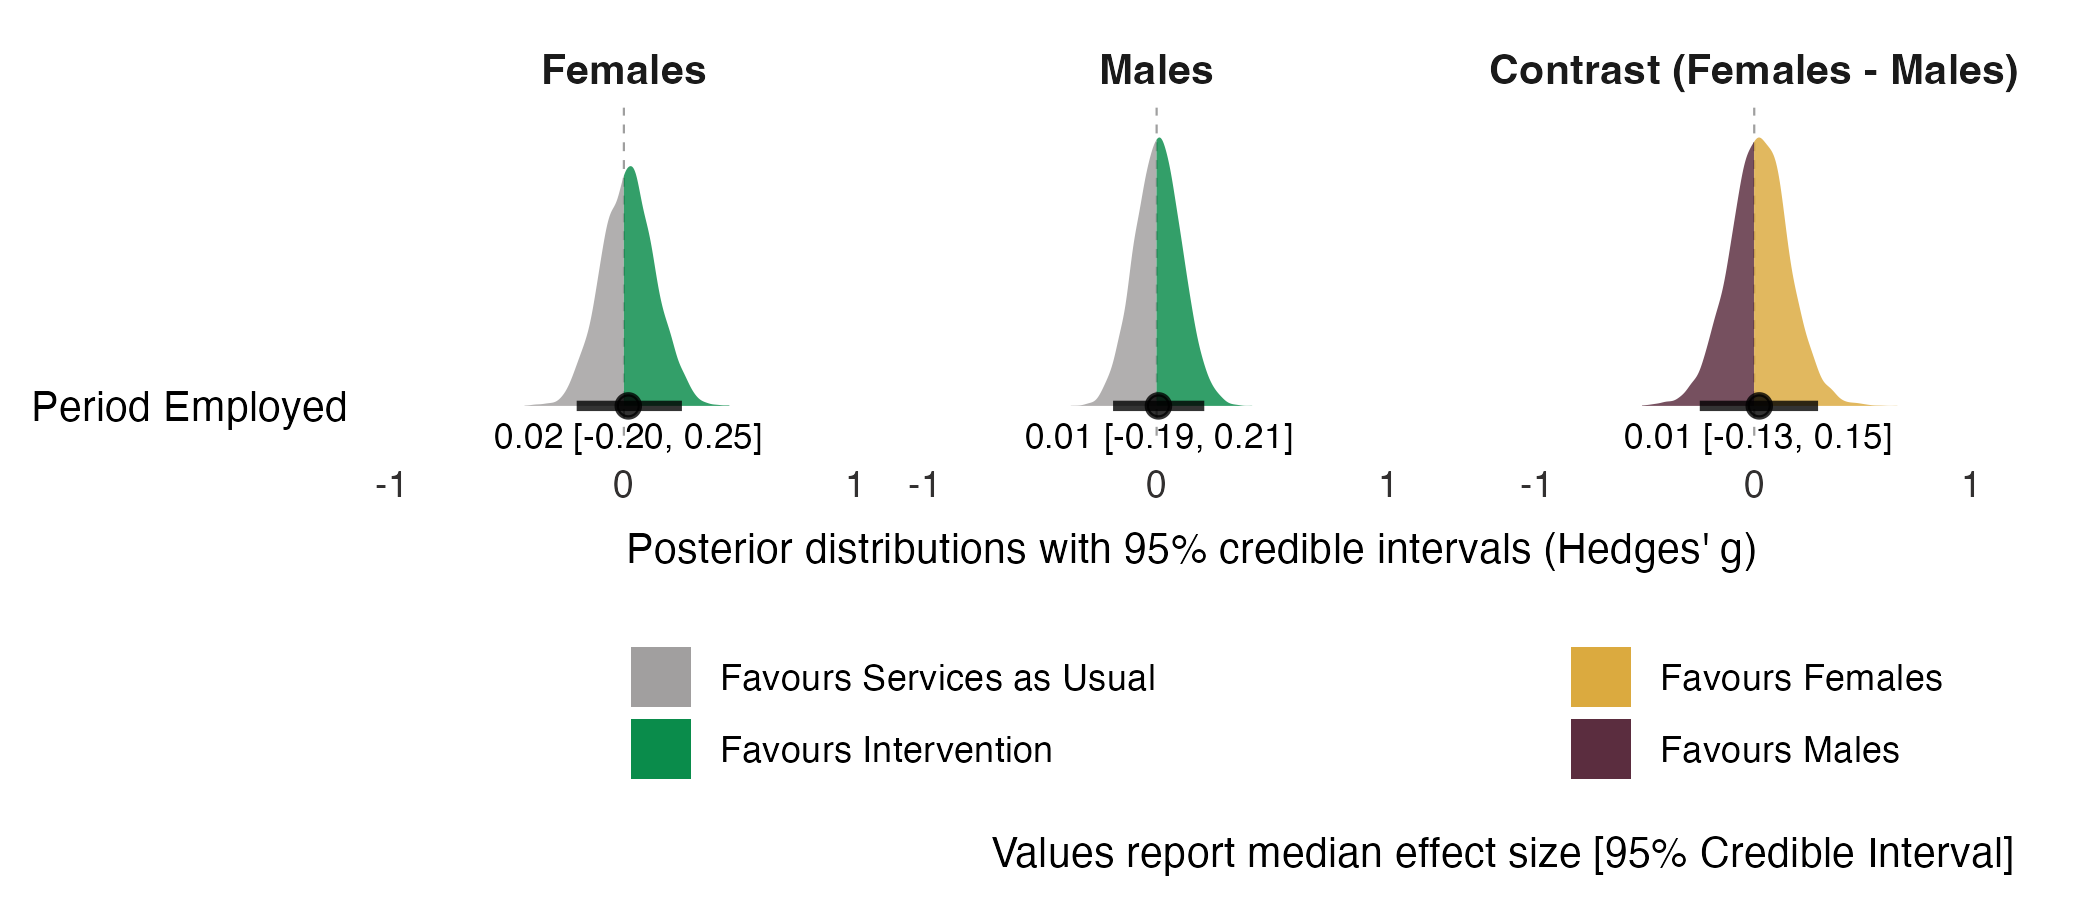 Females Males Contrast (Females - Males)
Period Employed
0.02 [-0.20, 0.25] 0.01 [-0.19, 0.21] 0.01 [-0.13, 0.15]
-1 0 1 -1 0 1 -1 0 1
Posterior distributions with 95% credible intervals (Hedges' g)
Favours Services as Usual Favours Females
Favours Intervention Favours Males
Values report median effect size [95% Credible Interval]